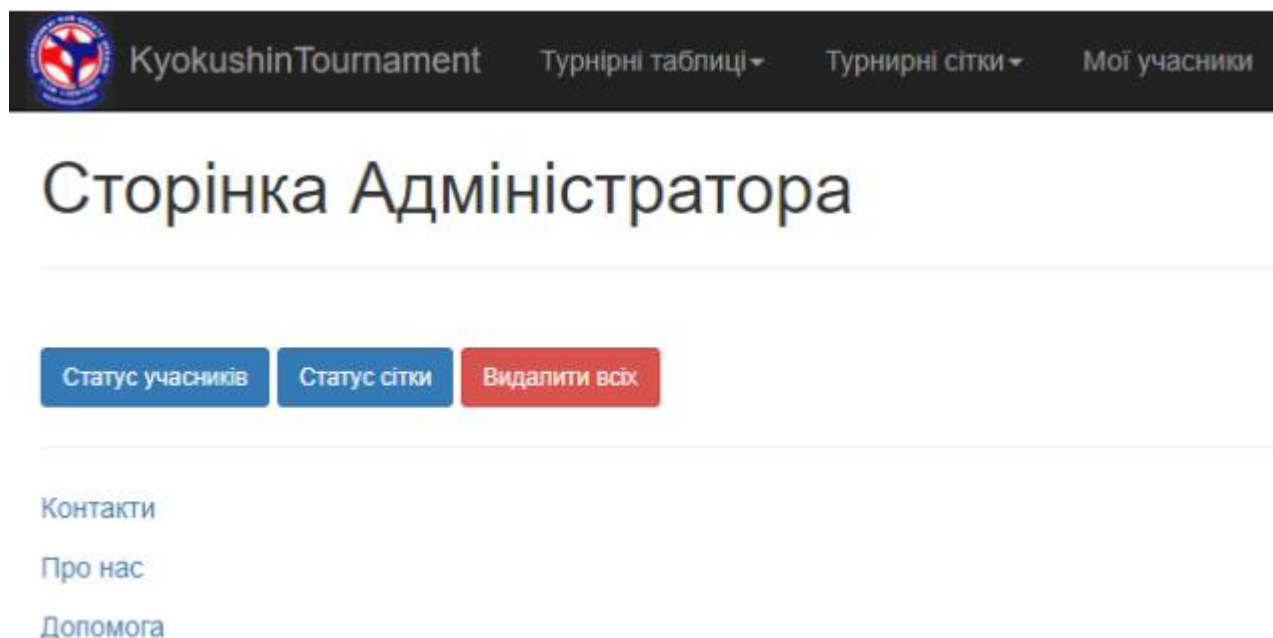 KyokushinTournament Турнірні таблиці Турнирні сітки Мої учасники
Сторінка Адміністратора
Статус учасників Статус сітки Видалити всіх
Контакти
Про нас
Допомога